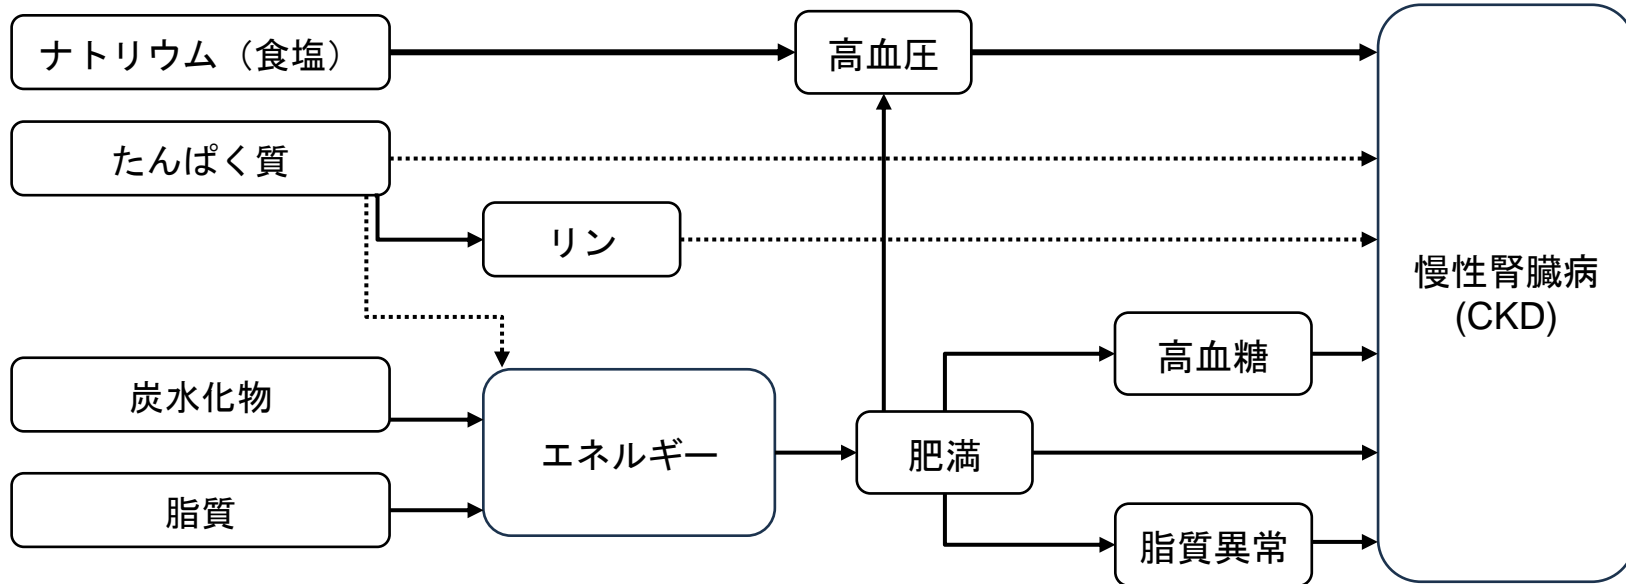 ナトリウム（食塩）
高血圧
たんぱく質
リン
慢性腎臓病
(CKD)
高血糖
炭水化物
エネルギー
肥満
脂質
脂質異常